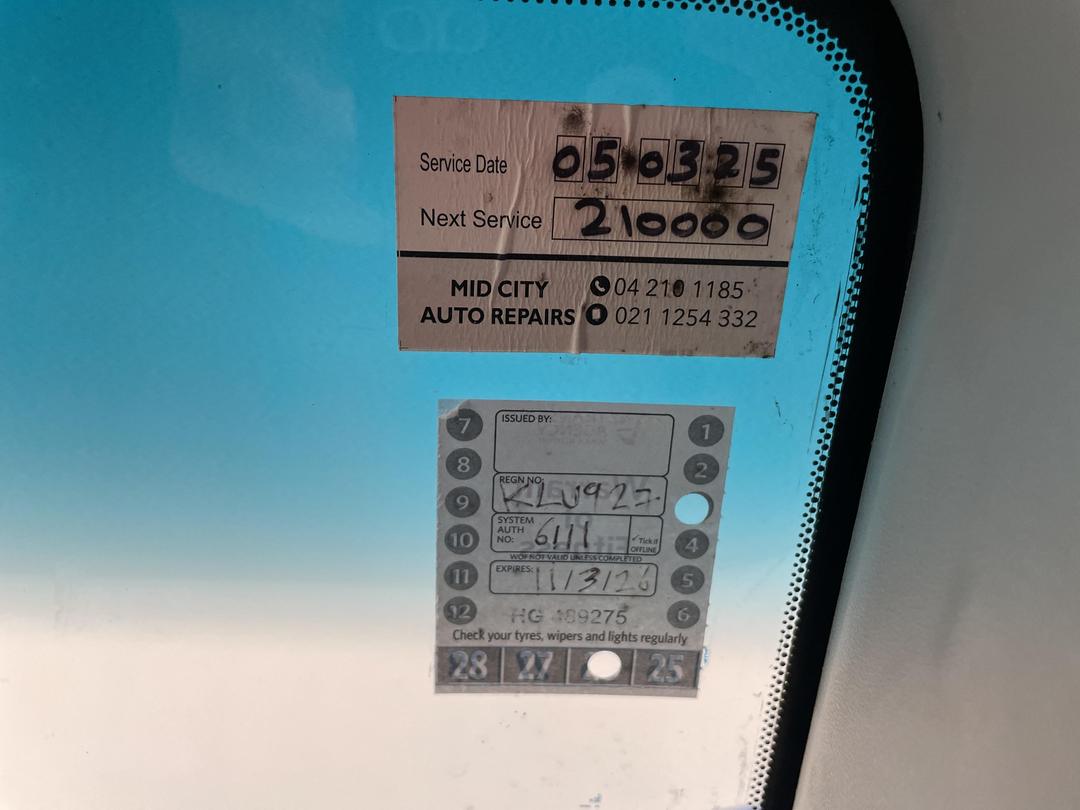 Service Date 050325
Next Service 210000
MID CITY 04 210 1185
AUTO REPAIRS 021 1254 332
7 ISSUED BY: 1
8 2
9 REGN NO: KLU927
10 SYSTEM AUTH NO: 6111 Tick if OFFLINE 4
WOF NOT VALID UNLESS COMPLETED
11 EXPIRES: 11/3/26 5
12 HG 489275 6
Check your tyres, wipers and lights regularly
28 27 25